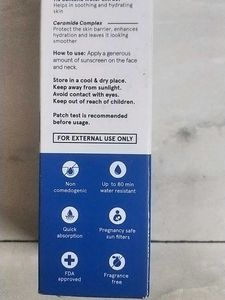 Helps in soothing and hydrating
skin
Ceramide Complex
Protect the skin barrier, enhances
hydration and leaves it looking
smoother
How to use: Apply a generous
amount of sunscreen on the face
and neck.
Store in a cool & dry place.
Keep away from sunlight.
Avoid contact with eyes.
Keep out of reach of children.
Patch test is recommended
before usage.
FOR EXTERNAL USE ONLY
Non
comedogenic
Up to 80 min
water resistant
Quick
absorption
Pregnancy safe
sun filters
FDA
approved
Fragrance
free